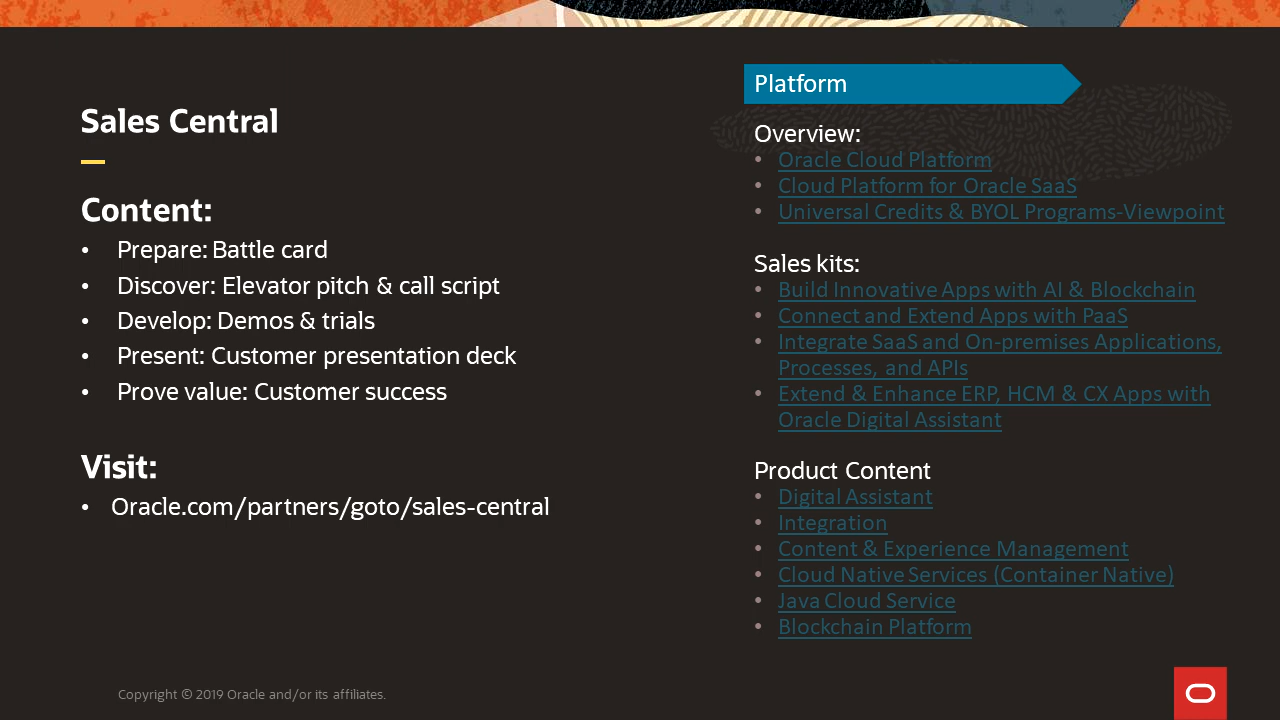 Sales Central
Content:
• Prepare: Battle card
• Discover: Elevator pitch & call script
• Develop: Demos & trials
• Present: Customer presentation deck
• Prove value: Customer success
Visit:
• Oracle.com/partners/goto/sales-central
Platform
Overview:
• Oracle Cloud Platform
• Cloud Platform for Oracle SaaS
• Universal Credits & BYOL Programs-Viewpoint
Sales kits:
• Build Innovative Apps with AI & Blockchain
• Connect and Extend Apps with PaaS
• Integrate SaaS and On-premises Applications,
Processes, and APIs
• Extend & Enhance ERP, HCM & CX Apps with
Oracle Digital Assistant
Product Content
• Digital Assistant
• Integration
• Content & Experience Management
• Cloud Native Services (Container Native)
• Java Cloud Service
• Blockchain Platform
Copyright © 2019 Oracle and/or its affiliates.